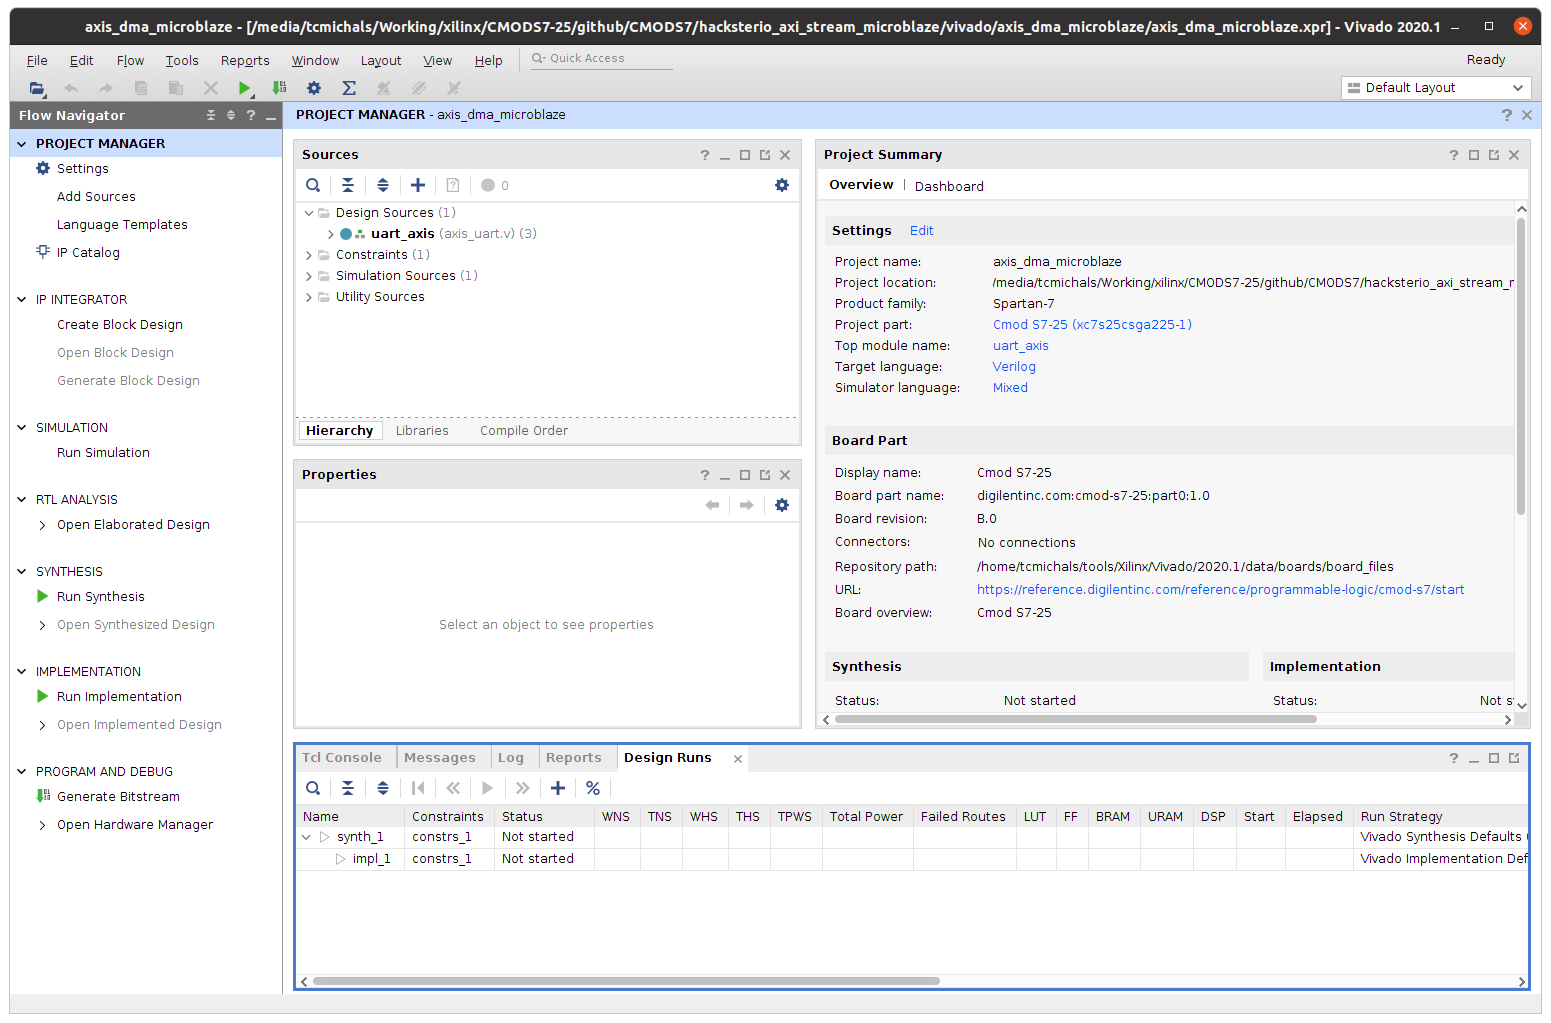 axis_dma_microblaze - [/media/tcmichals/Working/xilinx/CMODS7-25/github/CMODS7/hacksterio_axi_stream_microblaze/vivado/axis_dma_microblaze/axis_dma_microblaze.xpr] - Vivado 2020.1
File Edit Flow Tools Reports Window Layout View Help Quick Access Ready
Default Layout
Flow Navigator
PROJECT MANAGER
Settings
Add Sources
Language Templates
IP Catalog
IP INTEGRATOR
Create Block Design
Open Block Design
Generate Block Design
SIMULATION
Run Simulation
RTL ANALYSIS
Open Elaborated Design
SYNTHESIS
Run Synthesis
Open Synthesized Design
IMPLEMENTATION
Run Implementation
Open Implemented Design
PROGRAM AND DEBUG
Generate Bitstream
Open Hardware Manager
PROJECT MANAGER - axis_dma_microblaze
Sources
0
Design Sources (1)
uart_axis (axis_uart.v) (3)
Constraints (1)
Simulation Sources (1)
Utility Sources
Hierarchy Libraries Compile Order
Properties
Select an object to see properties
Project Summary
Overview | Dashboard
Settings Edit
Project name: axis_dma_microblaze
Project location: /media/tcmichals/Working/xilinx/CMODS7-25/github/CMODS7/hacksterio_axi_stream_r
Product family: Spartan-7
Project part: Cmod S7-25 (xc7s25csga225-1)
Top module name: uart_axis
Target language: Verilog
Simulator language: Mixed
Board Part
Display name: Cmod S7-25
Board part name: digilentinc.com:cmod-s7-25:part0:1.0
Board revision: B.0
Connectors: No connections
Repository path: /home/tcmichals/tools/Xilinx/Vivado/2020.1/data/boards/board_files
URL: https://reference.digilentinc.com/reference/programmable-logic/cmod-s7/start
Board overview: Cmod S7-25
Synthesis Implementation
Status: Not started Status: Not s
Tcl Console Messages Log Reports Design Runs
Name Constraints Status WNS TNS WHS THS TPWS Total Power Failed Routes LUT FF BRAM URAM DSP Start Elapsed Run Strategy
synth_1 constrs_1 Not started Vivado Synthesis Defaults (
impl_1 constrs_1 Not started Vivado Implementation Def